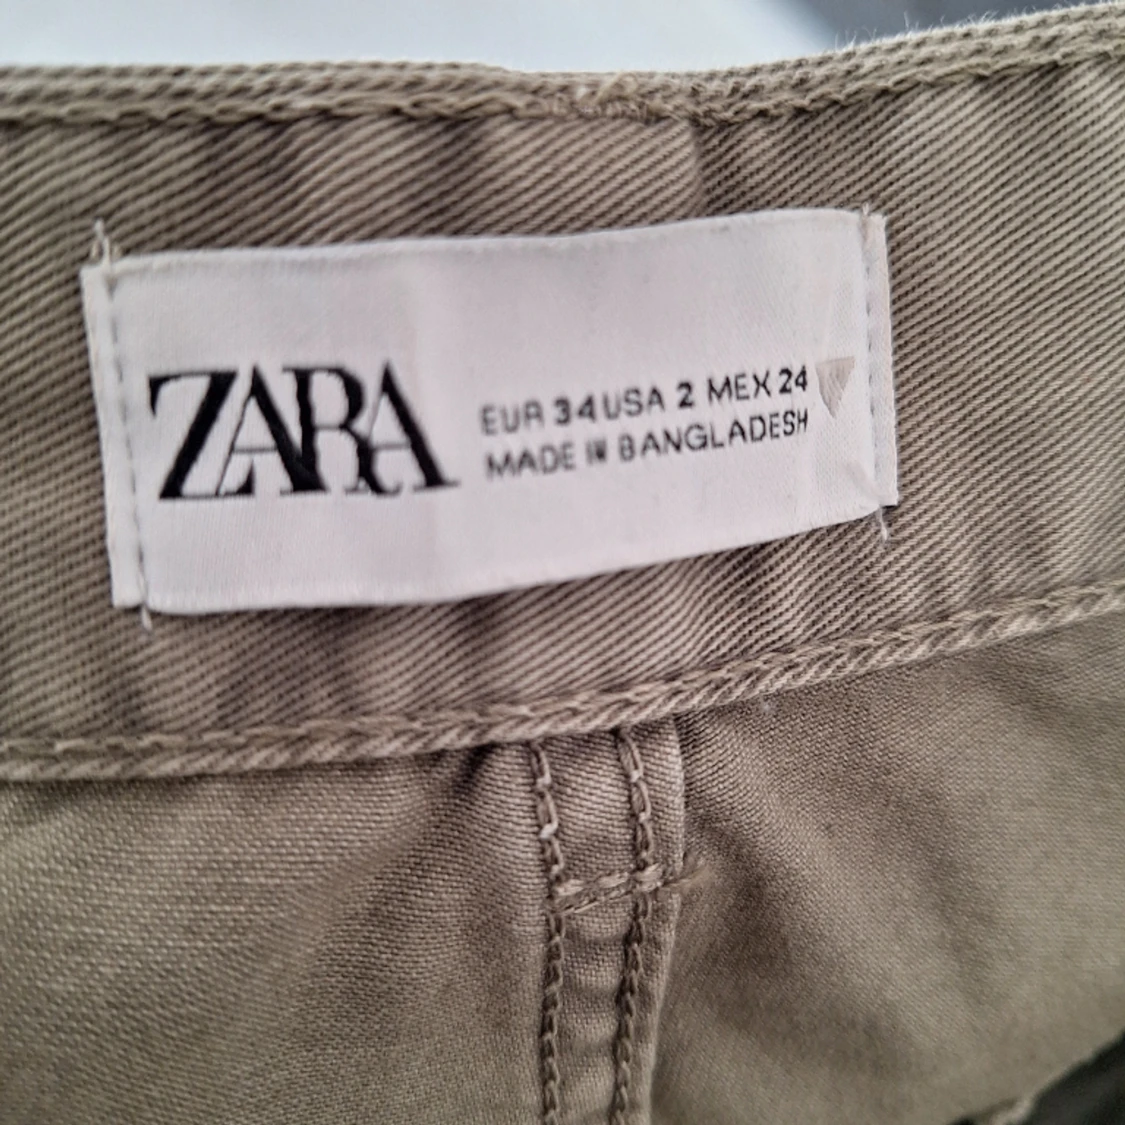 ZARA
EUR 34 USA 2 MEX 24
MADE IN BANGLADESH